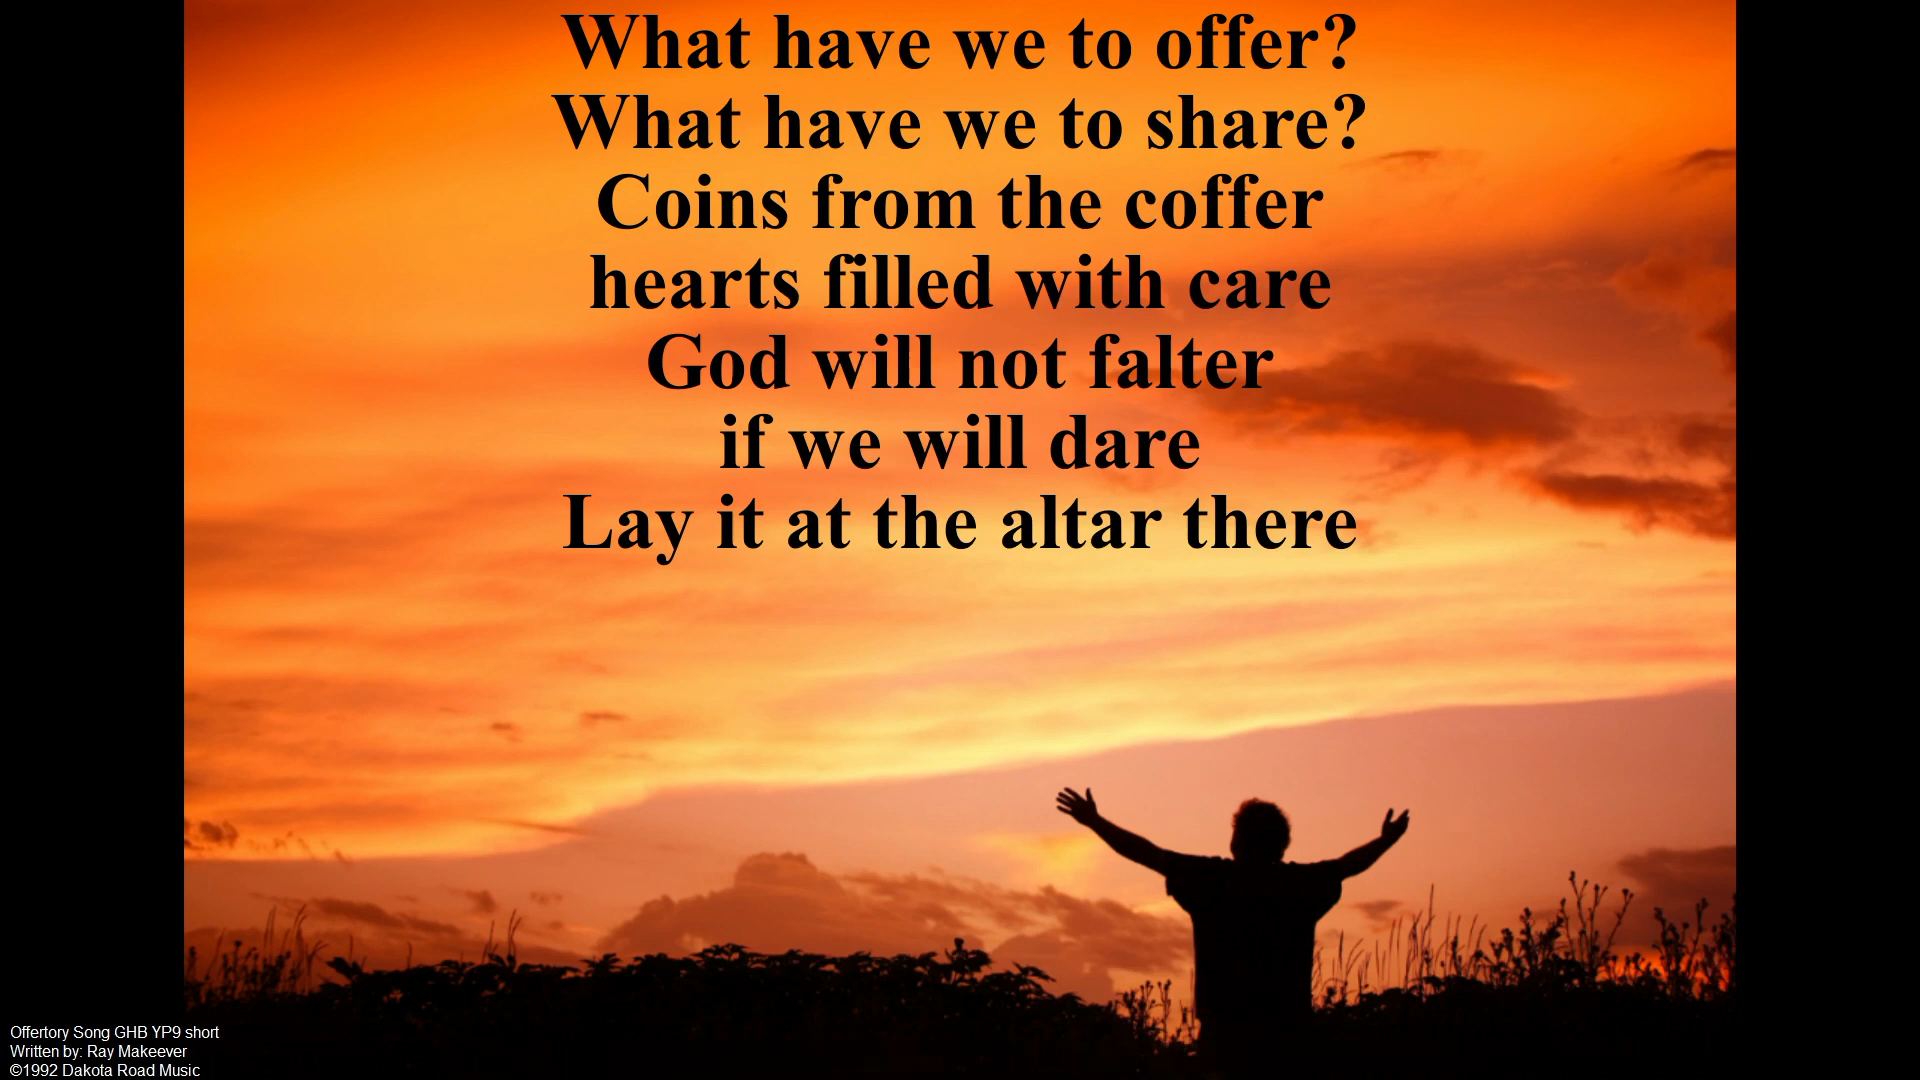 What have we to offer?
What have we to share?
Coins from the coffer
hearts filled with care
God will not falter
if we will dare
Lay it at the altar there
Offertory Song GHB YP9 short
Written by: Ray Makeever
©1992 Dakota Road Music